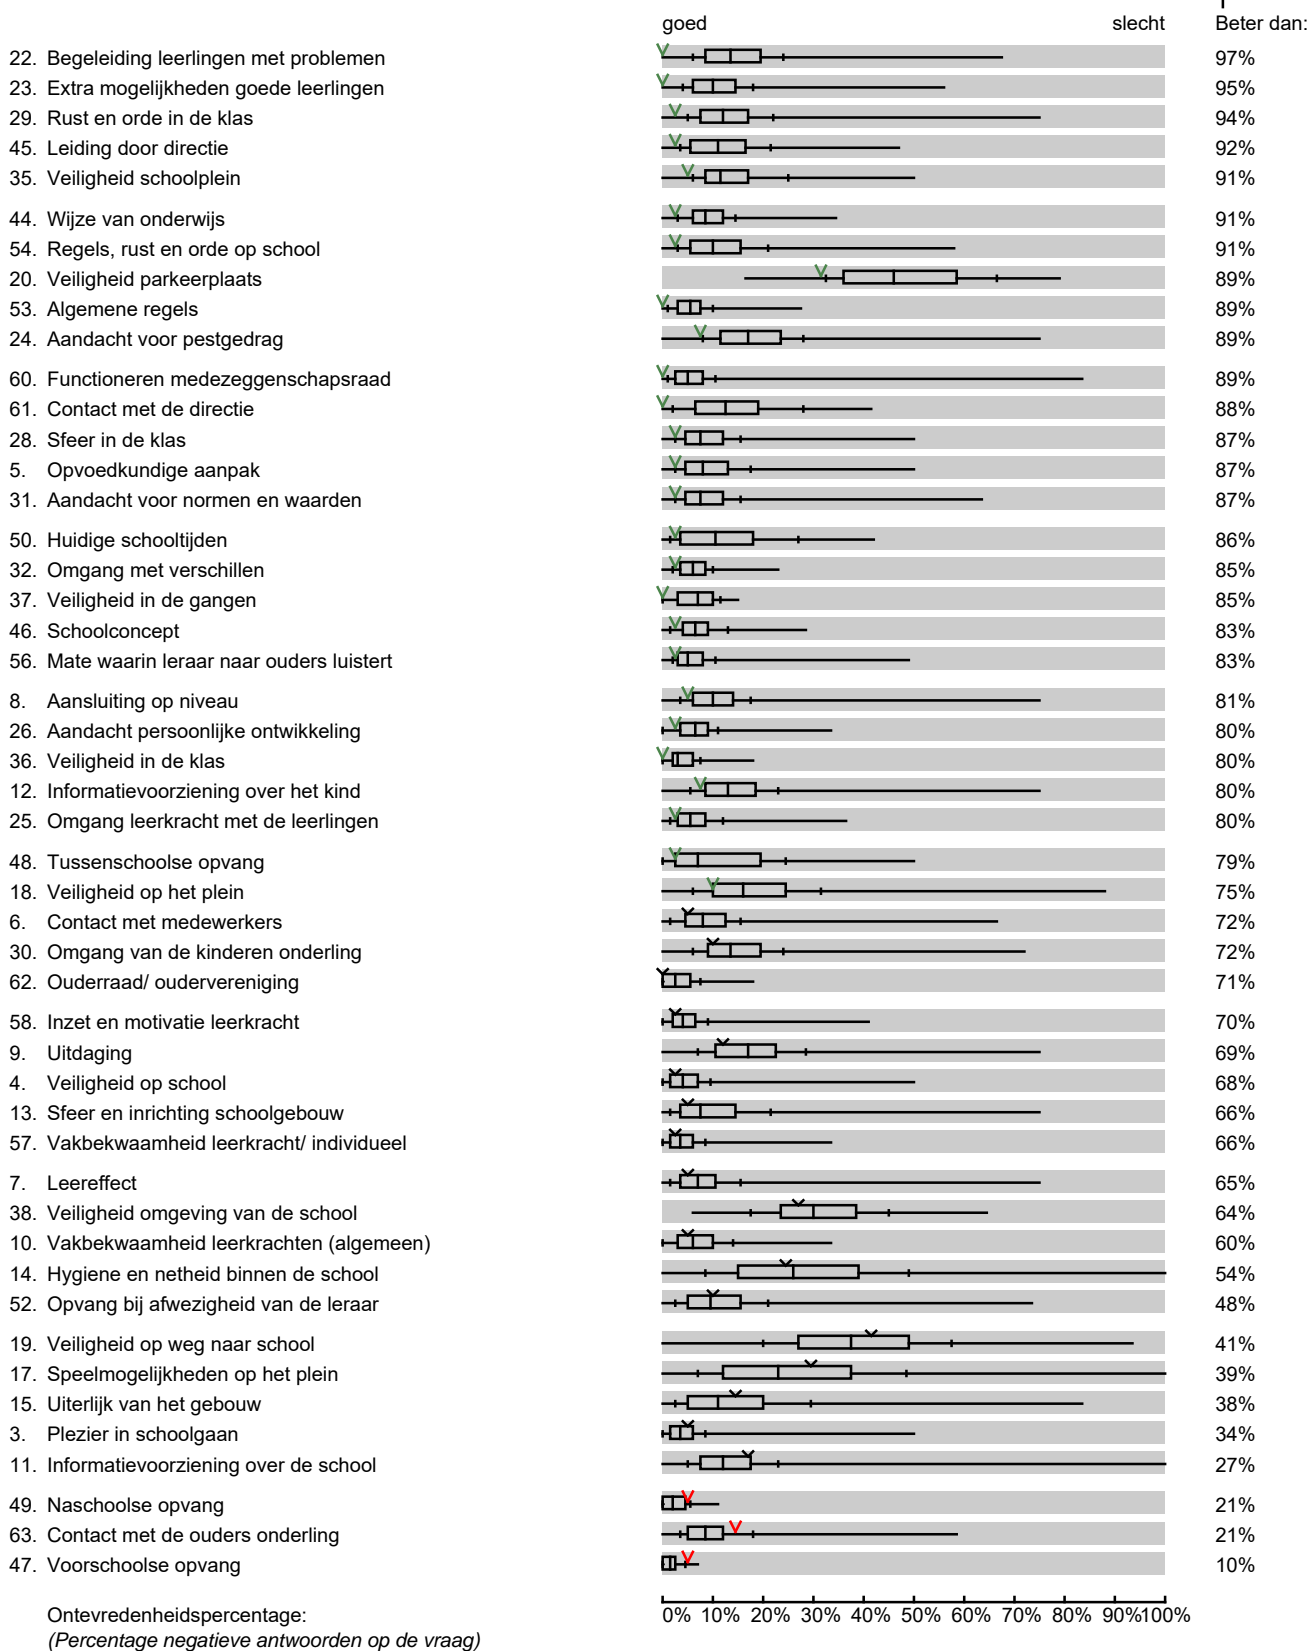 goed slecht Beter dan:
22. Begeleiding leerlingen met problemen 97%
23. Extra mogelijkheden goede leerlingen 95%
29. Rust en orde in de klas 94%
45. Leiding door directie 92%
35. Veiligheid schoolplein 91%
44. Wijze van onderwijs 91%
54. Regels, rust en orde op school 91%
20. Veiligheid parkeerplaats 89%
53. Algemene regels 89%
24. Aandacht voor pestgedrag 89%
60. Functioneren medezeggenschapsraad 89%
61. Contact met de directie 88%
28. Sfeer in de klas 87%
5. Opvoedkundige aanpak 87%
31. Aandacht voor normen en waarden 87%
50. Huidige schooltijden 86%
32. Omgang met verschillen 85%
37. Veiligheid in de gangen 85%
46. Schoolconcept 83%
56. Mate waarin leraar naar ouders luistert 83%
8. Aansluiting op niveau 81%
26. Aandacht persoonlijke ontwikkeling 80%
36. Veiligheid in de klas 80%
12. Informatievoorziening over het kind 80%
25. Omgang leerkracht met de leerlingen 80%
48. Tussenschoolse opvang 79%
18. Veiligheid op het plein 75%
6. Contact met medewerkers 72%
30. Omgang van de kinderen onderling 72%
62. Ouderraad/ oudervereniging 71%
58. Inzet en motivatie leerkracht 70%
9. Uitdaging 69%
4. Veiligheid op school 68%
13. Sfeer en inrichting schoolgebouw 66%
57. Vakbekwaamheid leerkracht/ individueel 66%
7. Leereffect 65%
38. Veiligheid omgeving van de school 64%
10. Vakbekwaamheid leerkrachten (algemeen) 60%
14. Hygiene en netheid binnen de school 54%
52. Opvang bij afwezigheid van de leraar 48%
19. Veiligheid op weg naar school 41%
17. Speelmogelijkheden op het plein 39%
15. Uiterlijk van het gebouw 38%
3. Plezier in schoolgaan 34%
11. Informatievoorziening over de school 27%
49. Naschoolse opvang 21%
63. Contact met de ouders onderling 21%
47. Voorschoolse opvang 10%
Ontevredenheidspercentage: 0% 10% 20% 30% 40% 50% 60% 70% 80% 90% 100%
(Percentage negatieve antwoorden op de vraag)